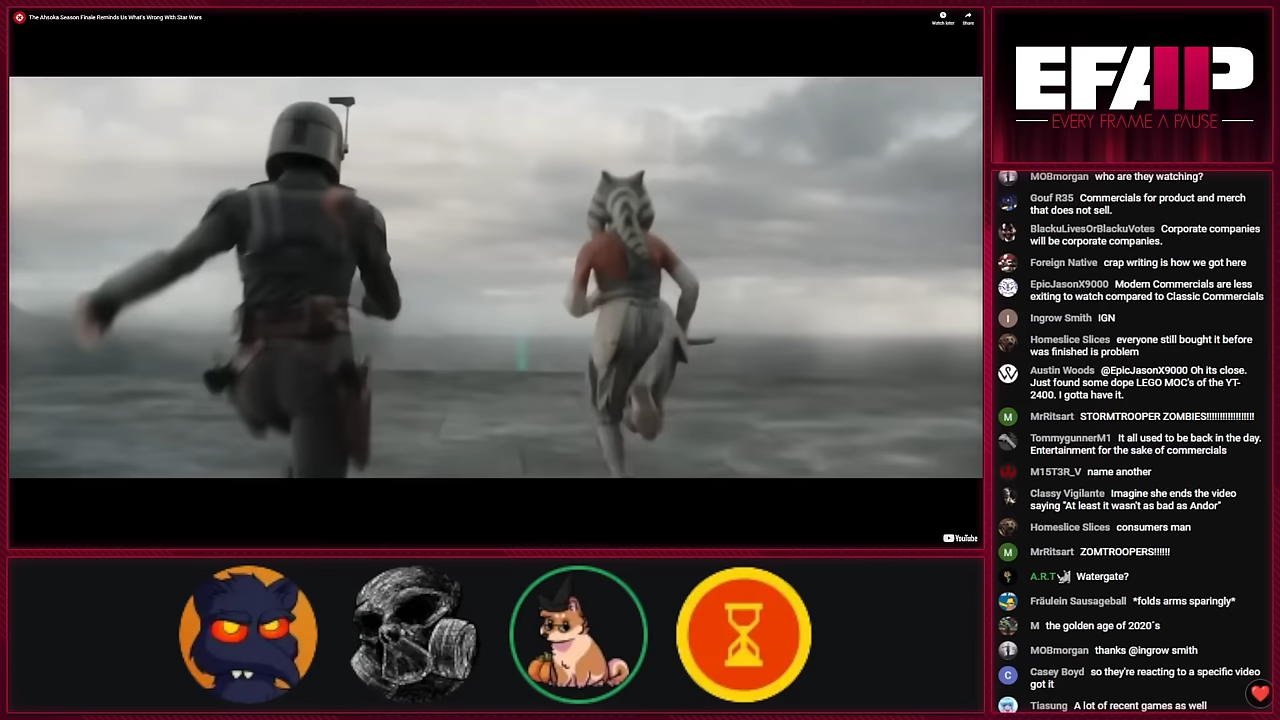 The Ahsoka Season Finale Reminds Us What's Wrong With Star Wars
Watch later
Share
YouTube
EFAP
EVERY FRAME A PAUSE
MOBmorgan who are they watching?
Gouf R35 Commercials for product and merch
that does not sell.
BlackuLivesOrBlackuVotes Corporate companies
will be corporate companies.
Foreign Native crap writing is how we got here
EpicJasonX9000 Modern Commercials are less
exiting to watch compared to Classic Commercials
I
Ingrow Smith IGN
Homeslice Slices everyone still bought it before
was finished is problem
Austin Woods @EpicJasonX9000 Oh its close.
Just found some dope LEGO MOC's of the YT-
2400. I gotta have it.
M
MrRitsart STORMTROOPER ZOMBIES!!!!!!!!!!!!!!!!!!
TommygunnerM1 It all used to be back in the day.
Entertainment for the sake of commercials
M15T3R_V name another
Classy Vigilante Imagine she ends the video
saying "At least it wasn't as bad as Andor"
Homeslice Slices consumers man
M
MrRitsart ZOMTROOPERS!!!!!!
A.R.T Watergate?
Fräulein Sausageball *folds arms sparingly*
M the golden age of 2020´s
MOBmorgan thanks @ingrow smith
C
Casey Boyd so they're reacting to a specific video
got it
Tiasung A lot of recent games as well